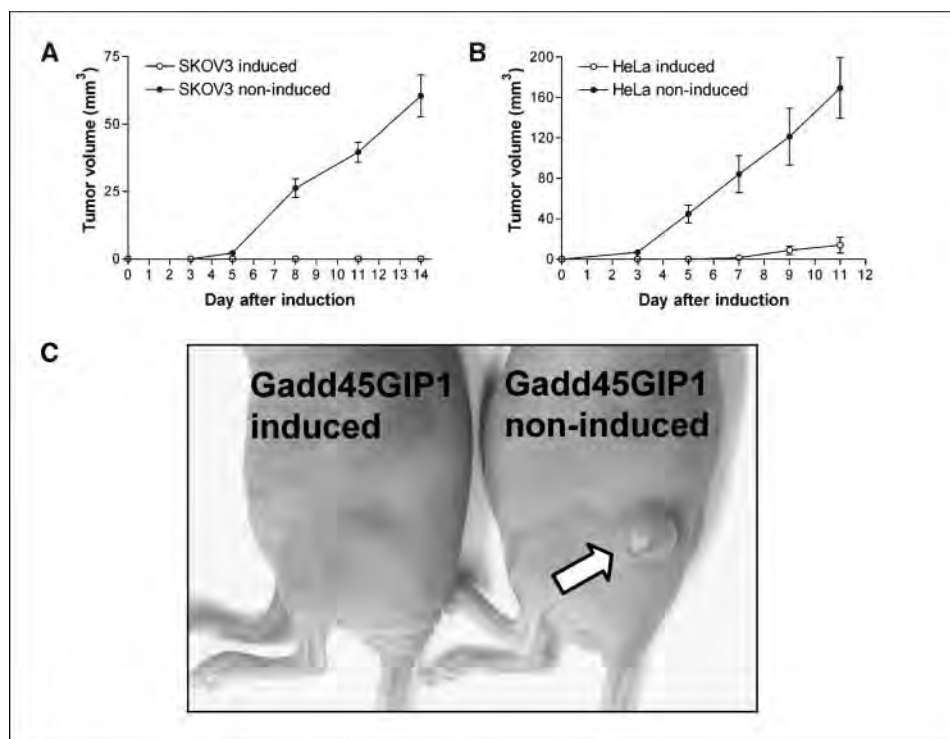 A
SKOV3 induced
SKOV3 non-induced
Tumor volume (mm³)
75
50
25
0
0 1 2 3 4 5 6 7 8 9 10 11 12 13 14
Day after induction
B
HeLa induced
HeLa non-induced
Tumor volume (mm³)
200
160
120
80
40
0
0 1 2 3 4 5 6 7 8 9 10 11 12
Day after induction
C
Gadd45GIP1
induced
Gadd45GIP1
non-induced